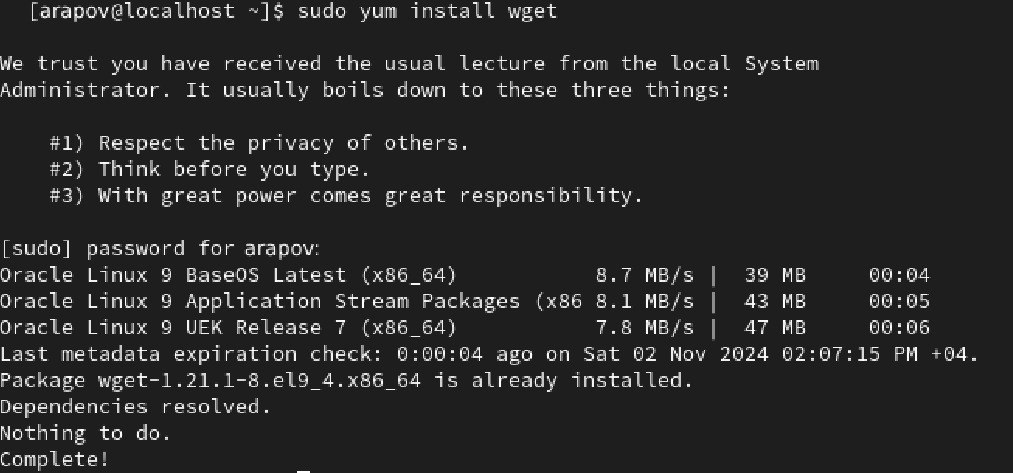 [arapov@localhost ~]$ sudo yum install wget
We trust you have received the usual lecture from the local System
Administrator. It usually boils down to these three things:
#1) Respect the privacy of others.
#2) Think before you type.
#3) With great power comes great responsibility.
[sudo] password for arapov:
Oracle Linux 9 BaseOS Latest (x86_64) 8.7 MB/s | 39 MB 00:04
Oracle Linux 9 Application Stream Packages (x86 8.1 MB/s | 43 MB 00:05
Oracle Linux 9 UEK Release 7 (x86_64) 7.8 MB/s | 47 MB 00:06
Last metadata expiration check: 0:00:04 ago on Sat 02 Nov 2024 02:07:15 PM +04.
Package wget-1.21.1-8.el9_4.x86_64 is already installed.
Dependencies resolved.
Nothing to do.
Complete!